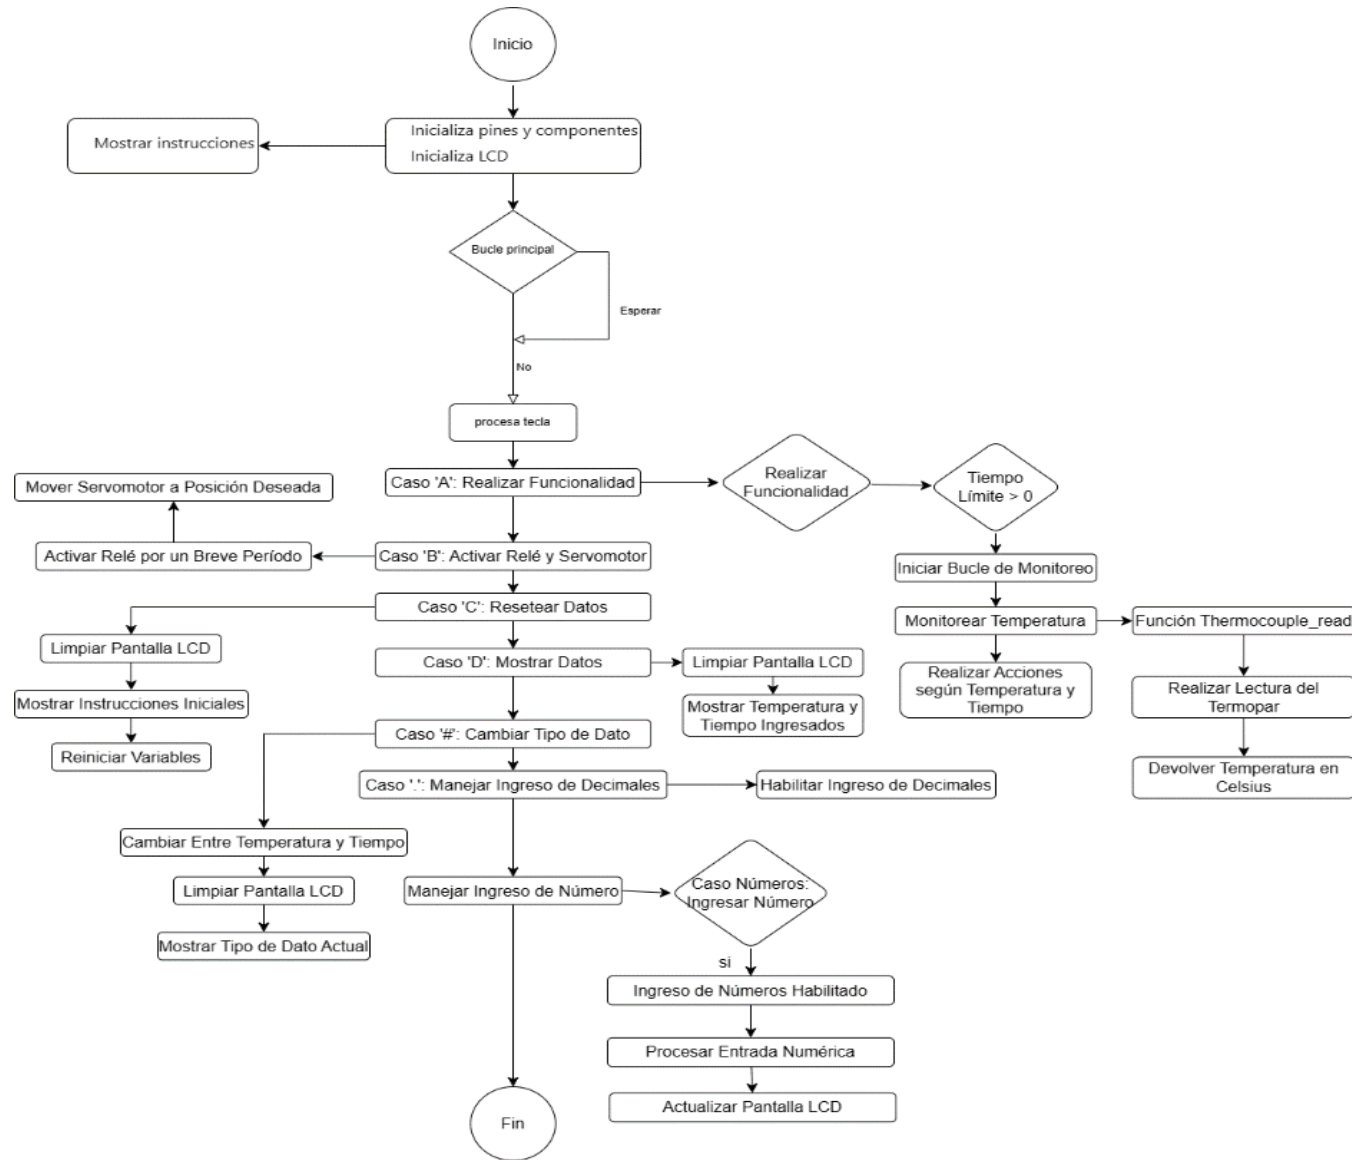 Inicio
Mostrar instrucciones
Inicializa pines y componentes
Inicializa LCD
Bucle principal
Esperar
No
procesa tecla
Caso 'A': Realizar Funcionalidad
Realizar
Funcionalidad
Tiempo
Límite > 0
Mover Servomotor a Posición Deseada
Activar Relé por un Breve Período
Caso 'B': Activar Relé y Servomotor
Iniciar Bucle de Monitoreo
Caso 'C': Resetear Datos
Monitorear Temperatura
Función Thermocouple_read
Limpiar Pantalla LCD
Caso 'D': Mostrar Datos
Limpiar Pantalla LCD
Realizar Acciones
según Temperatura y
Tiempo
Realizar Lectura del
Termopar
Mostrar Instrucciones Iniciales
Mostrar Temperatura y
Tiempo Ingresados
Caso '#': Cambiar Tipo de Dato
Reiniciar Variables
Caso '.': Manejar Ingreso de Decimales
Habilitar Ingreso de Decimales
Devolver Temperatura en
Celsius
Cambiar Entre Temperatura y Tiempo
Limpiar Pantalla LCD
Mostrar Tipo de Dato Actual
Manejar Ingreso de Número
Caso Números:
Ingresar Número
si
Ingreso de Números Habilitado
Procesar Entrada Numérica
Actualizar Pantalla LCD
Fin